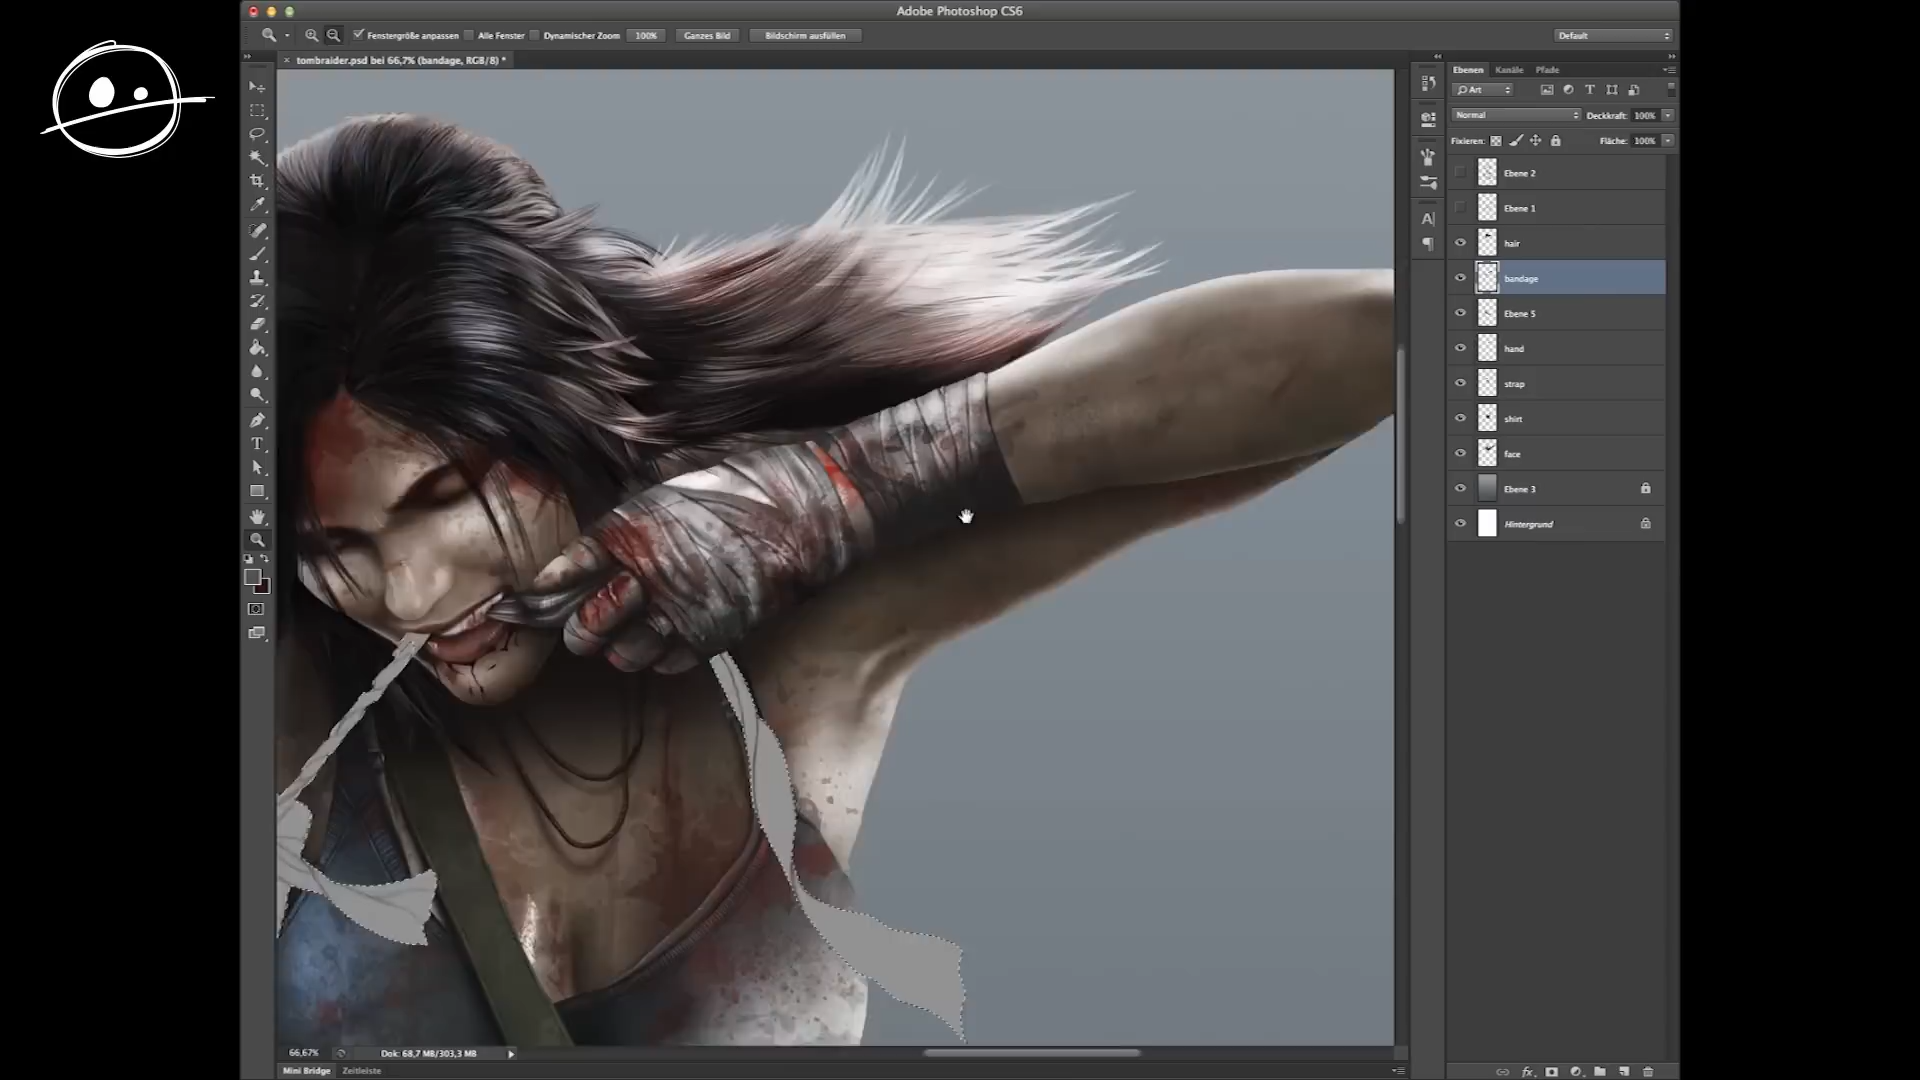 Adobe Photoshop CS6
Fenstergröße anpassen Alle Fenster Dynamischer Zoom 100% Ganzes Bild Bildschirm ausfüllen Default
tombraider.psd bei 66,7% (bandage, RGB/8) *
Ebenen Kanäle Pfade
Art
Normal Deckkraft: 100%
Fixieren: Fläche: 100%
Ebene 2
Ebene 1
hair
bandage
Ebene 5
hand
strap
shirt
face
Ebene 3
Hintergrund
66,67% Dok: 68,7 MB/303,3 MB
Mini Bridge Zeitleiste